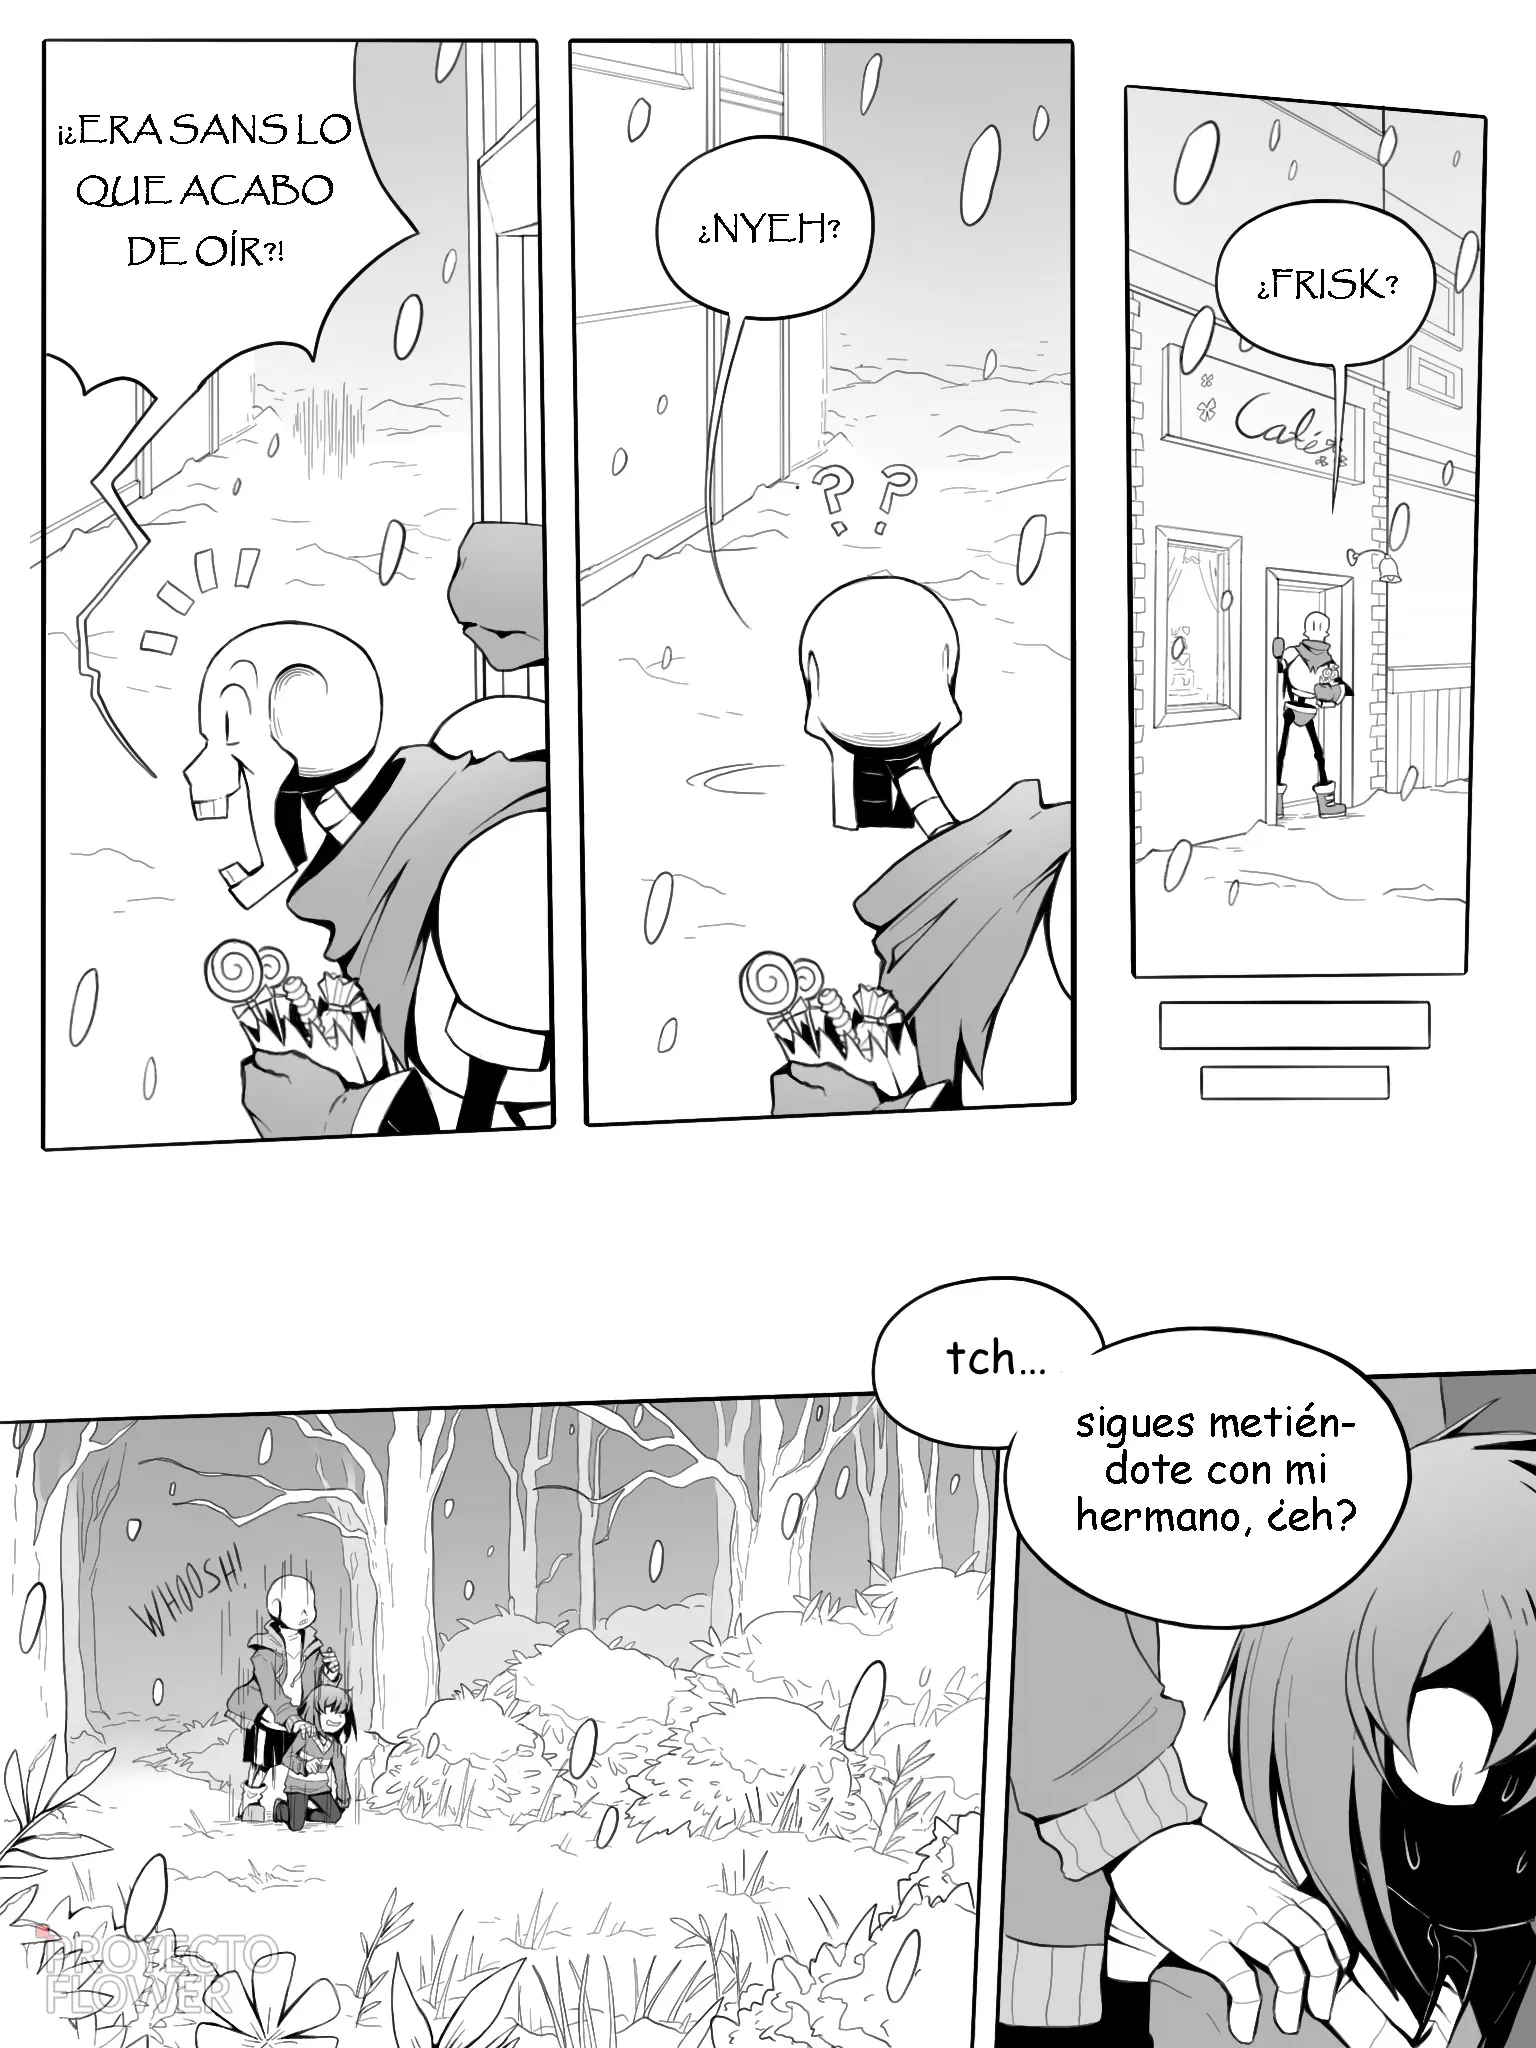 ¡¿ERA SANS LO
QUE ACABO
DE OÍR?!
¿NYEH?
¿FRISK?
Café
tch...
sigues metién-
dote con mi
hermano, ¿eh?
WHOOSH!
PROYECTO
FLOWER